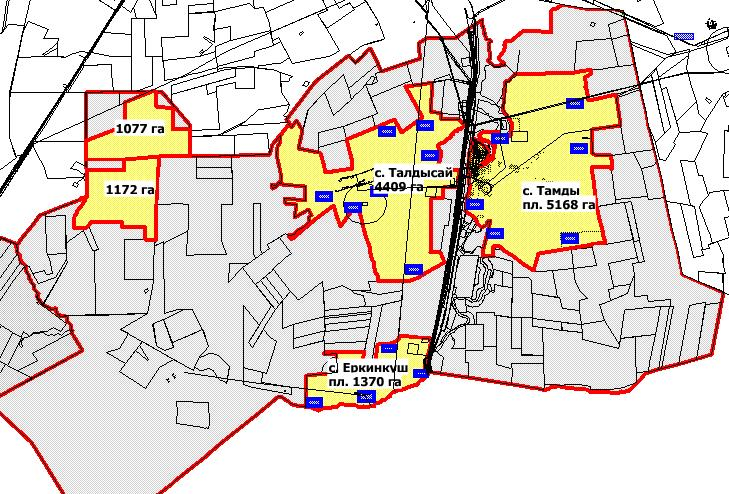 1077 га
1172 га
с. Талдысай
4409 га
с. Тамды
пл. 5168 га
с. Еркинкуш
пл. 1370 га